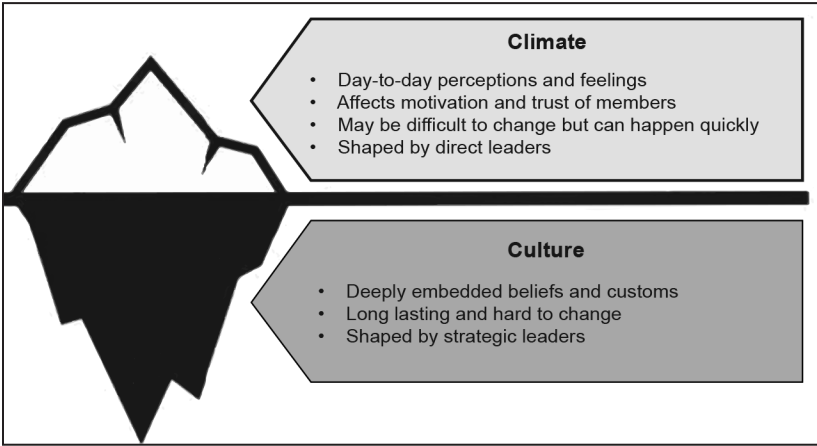 Climate
• Day-to-day perceptions and feelings
• Affects motivation and trust of members
• May be difficult to change but can happen quickly
• Shaped by direct leaders
Culture
• Deeply embedded beliefs and customs
• Long lasting and hard to change
• Shaped by strategic leaders